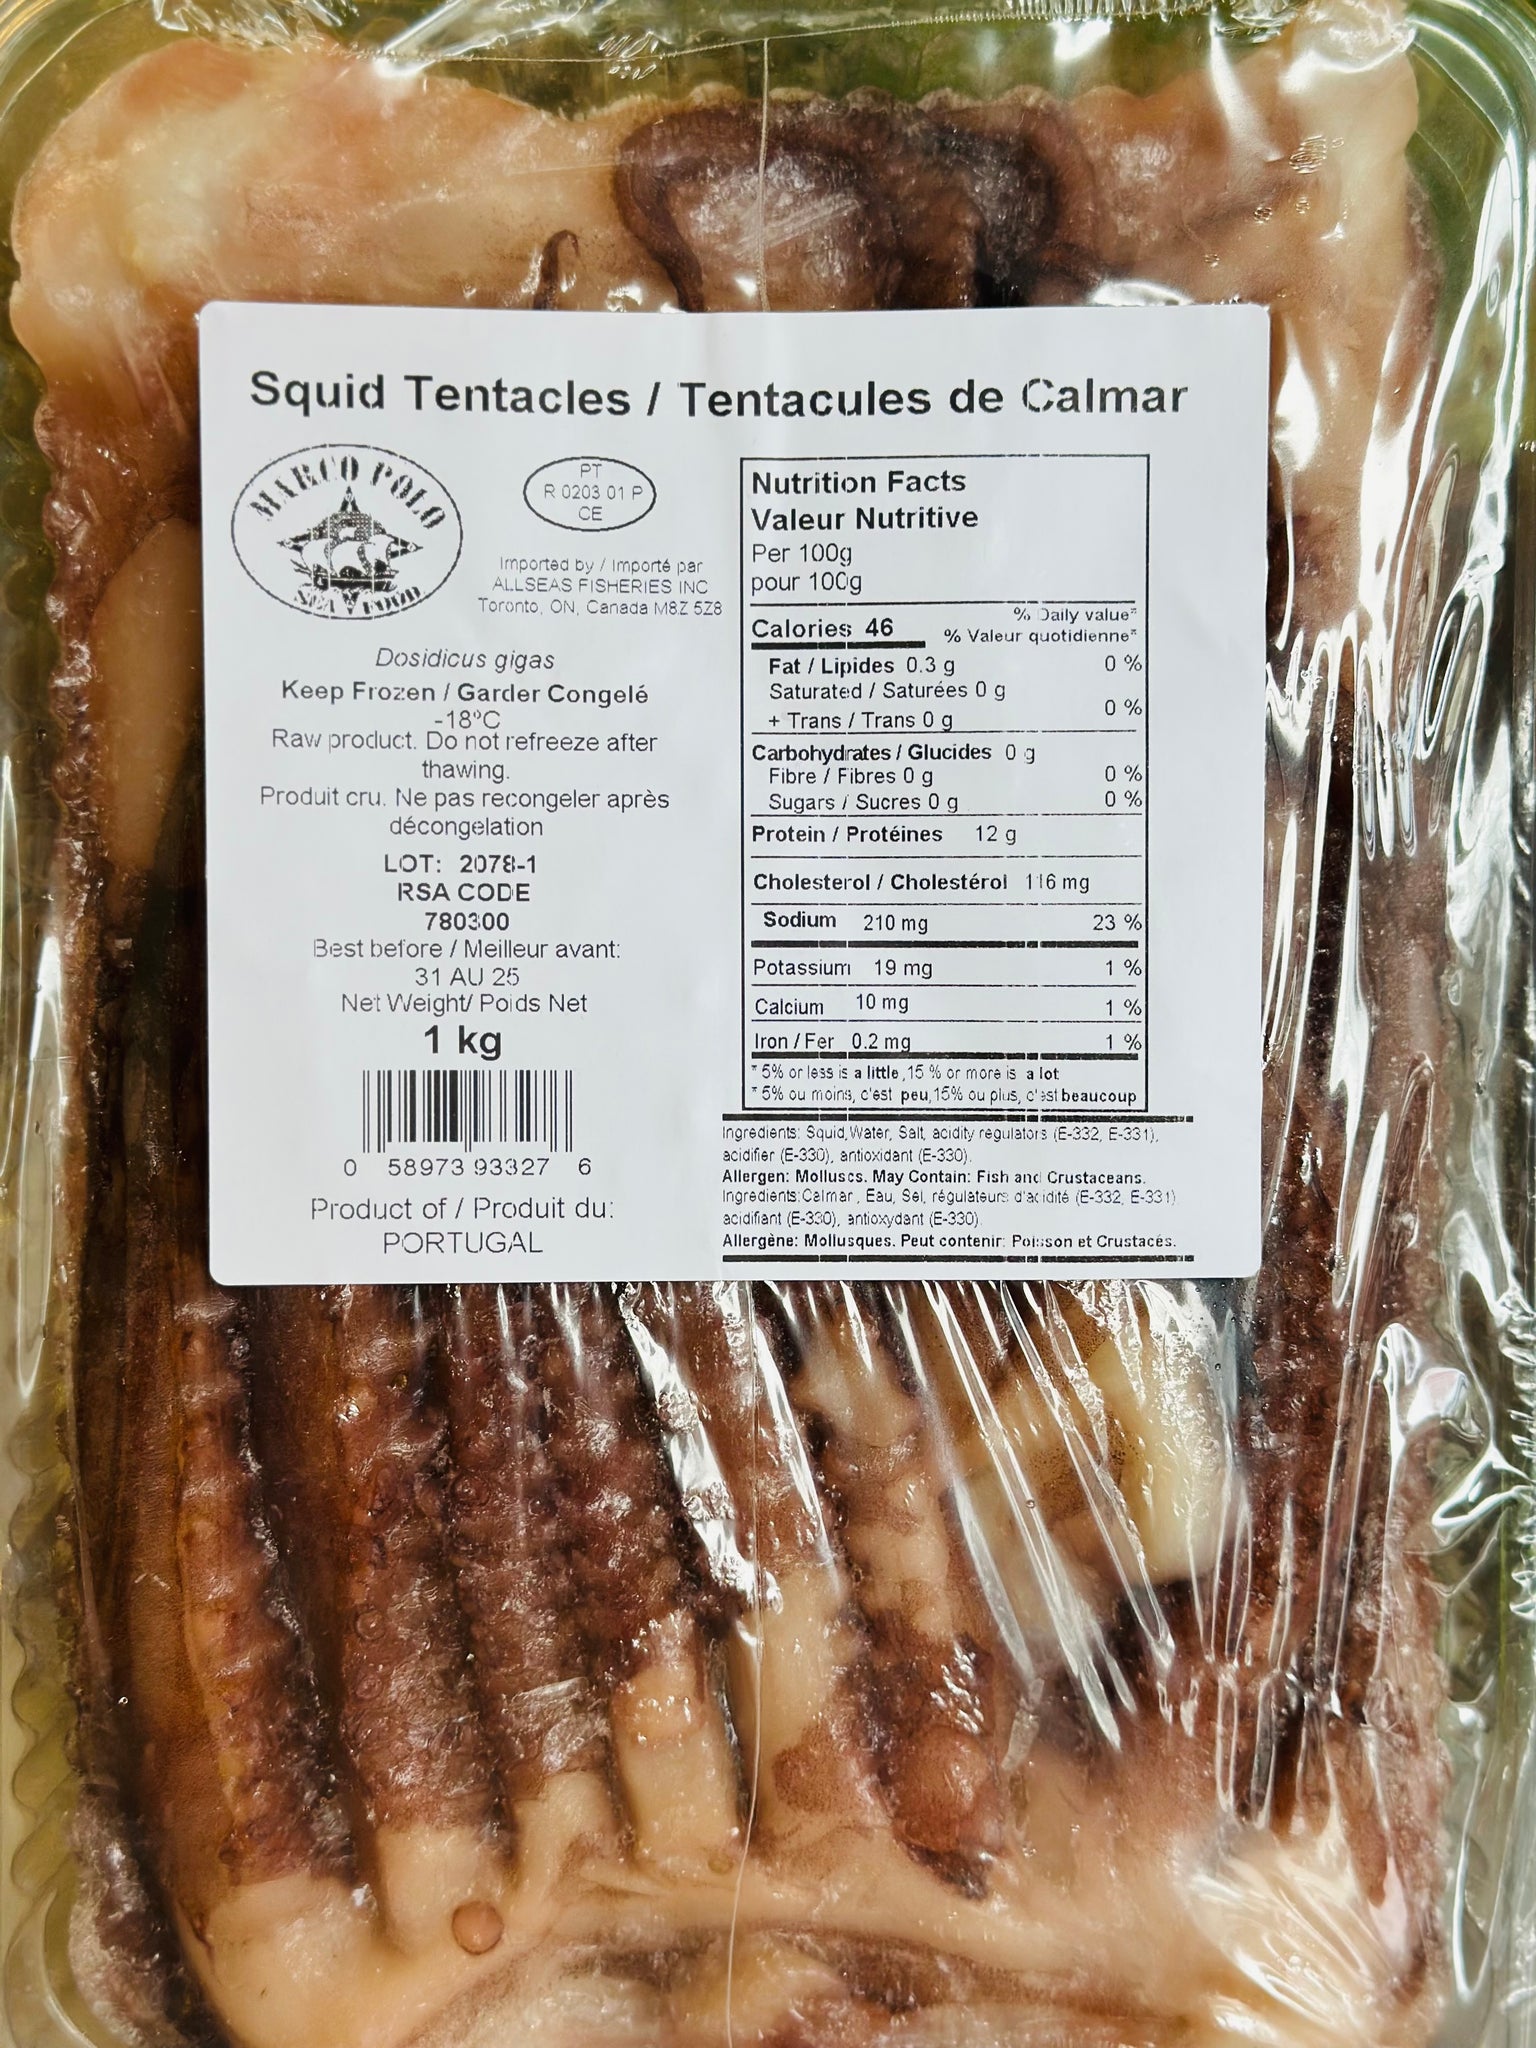 Squid Tentacles / Tentacules de Calmar
MARCO POLO
SEAFOOD
PT
R 0203 01 P
CE
Imported by / Importé par
ALLSEAS FISHERIES INC
Toronto, ON, Canada M8Z 5Z8
Dosidicus gigas
Keep Frozen / Garder Congelé
-18ºC
Raw product. Do not refreeze after
thawing.
Produit cru. Ne pas recongeler après
décongelation
LOT: 2078-1
RSA CODE
780300
Best before / Meilleur avant:
31 AU 25
Net Weight/ Poids Net
1 kg
0 58973 93327 6
Product of / Produit du:
PORTUGAL
Nutrition Facts
Valeur Nutritive
Per 100g
pour 100g
% Daily value*
Calories 46
% Valeur quotidienne*
Fat / Lipides 0.3 g 0 %
Saturated / Saturées 0 g
+ Trans / Trans 0 g 0 %
Carbohydrates / Glucides 0 g
Fibre / Fibres 0 g 0 %
Sugars / Sucres 0 g 0 %
Protein / Protéines 12 g
Cholesterol / Cholestérol 116 mg
Sodium 210 mg 23 %
Potassium 19 mg 1 %
Calcium 10 mg 1 %
Iron / Fer 0.2 mg 1 %
* 5% or less is a little, 15 % or more is a lot
* 5% ou moins, c'est peu, 15% ou plus, c'est beaucoup
Ingredients: Squid, Water, Salt, acidity regulators (E-332, E-331),
acidifier (E-330), antioxidant (E-330).
Allergen: Molluscs. May Contain: Fish and Crustaceans.
Ingredients: Calmar, Eau, Sel, régulateurs d'acidité (E-332, E-331)
acidifiant (E-330), antioxydant (E-330).
Allergène: Mollusques. Peut contenir: Poisson et Crustacés.